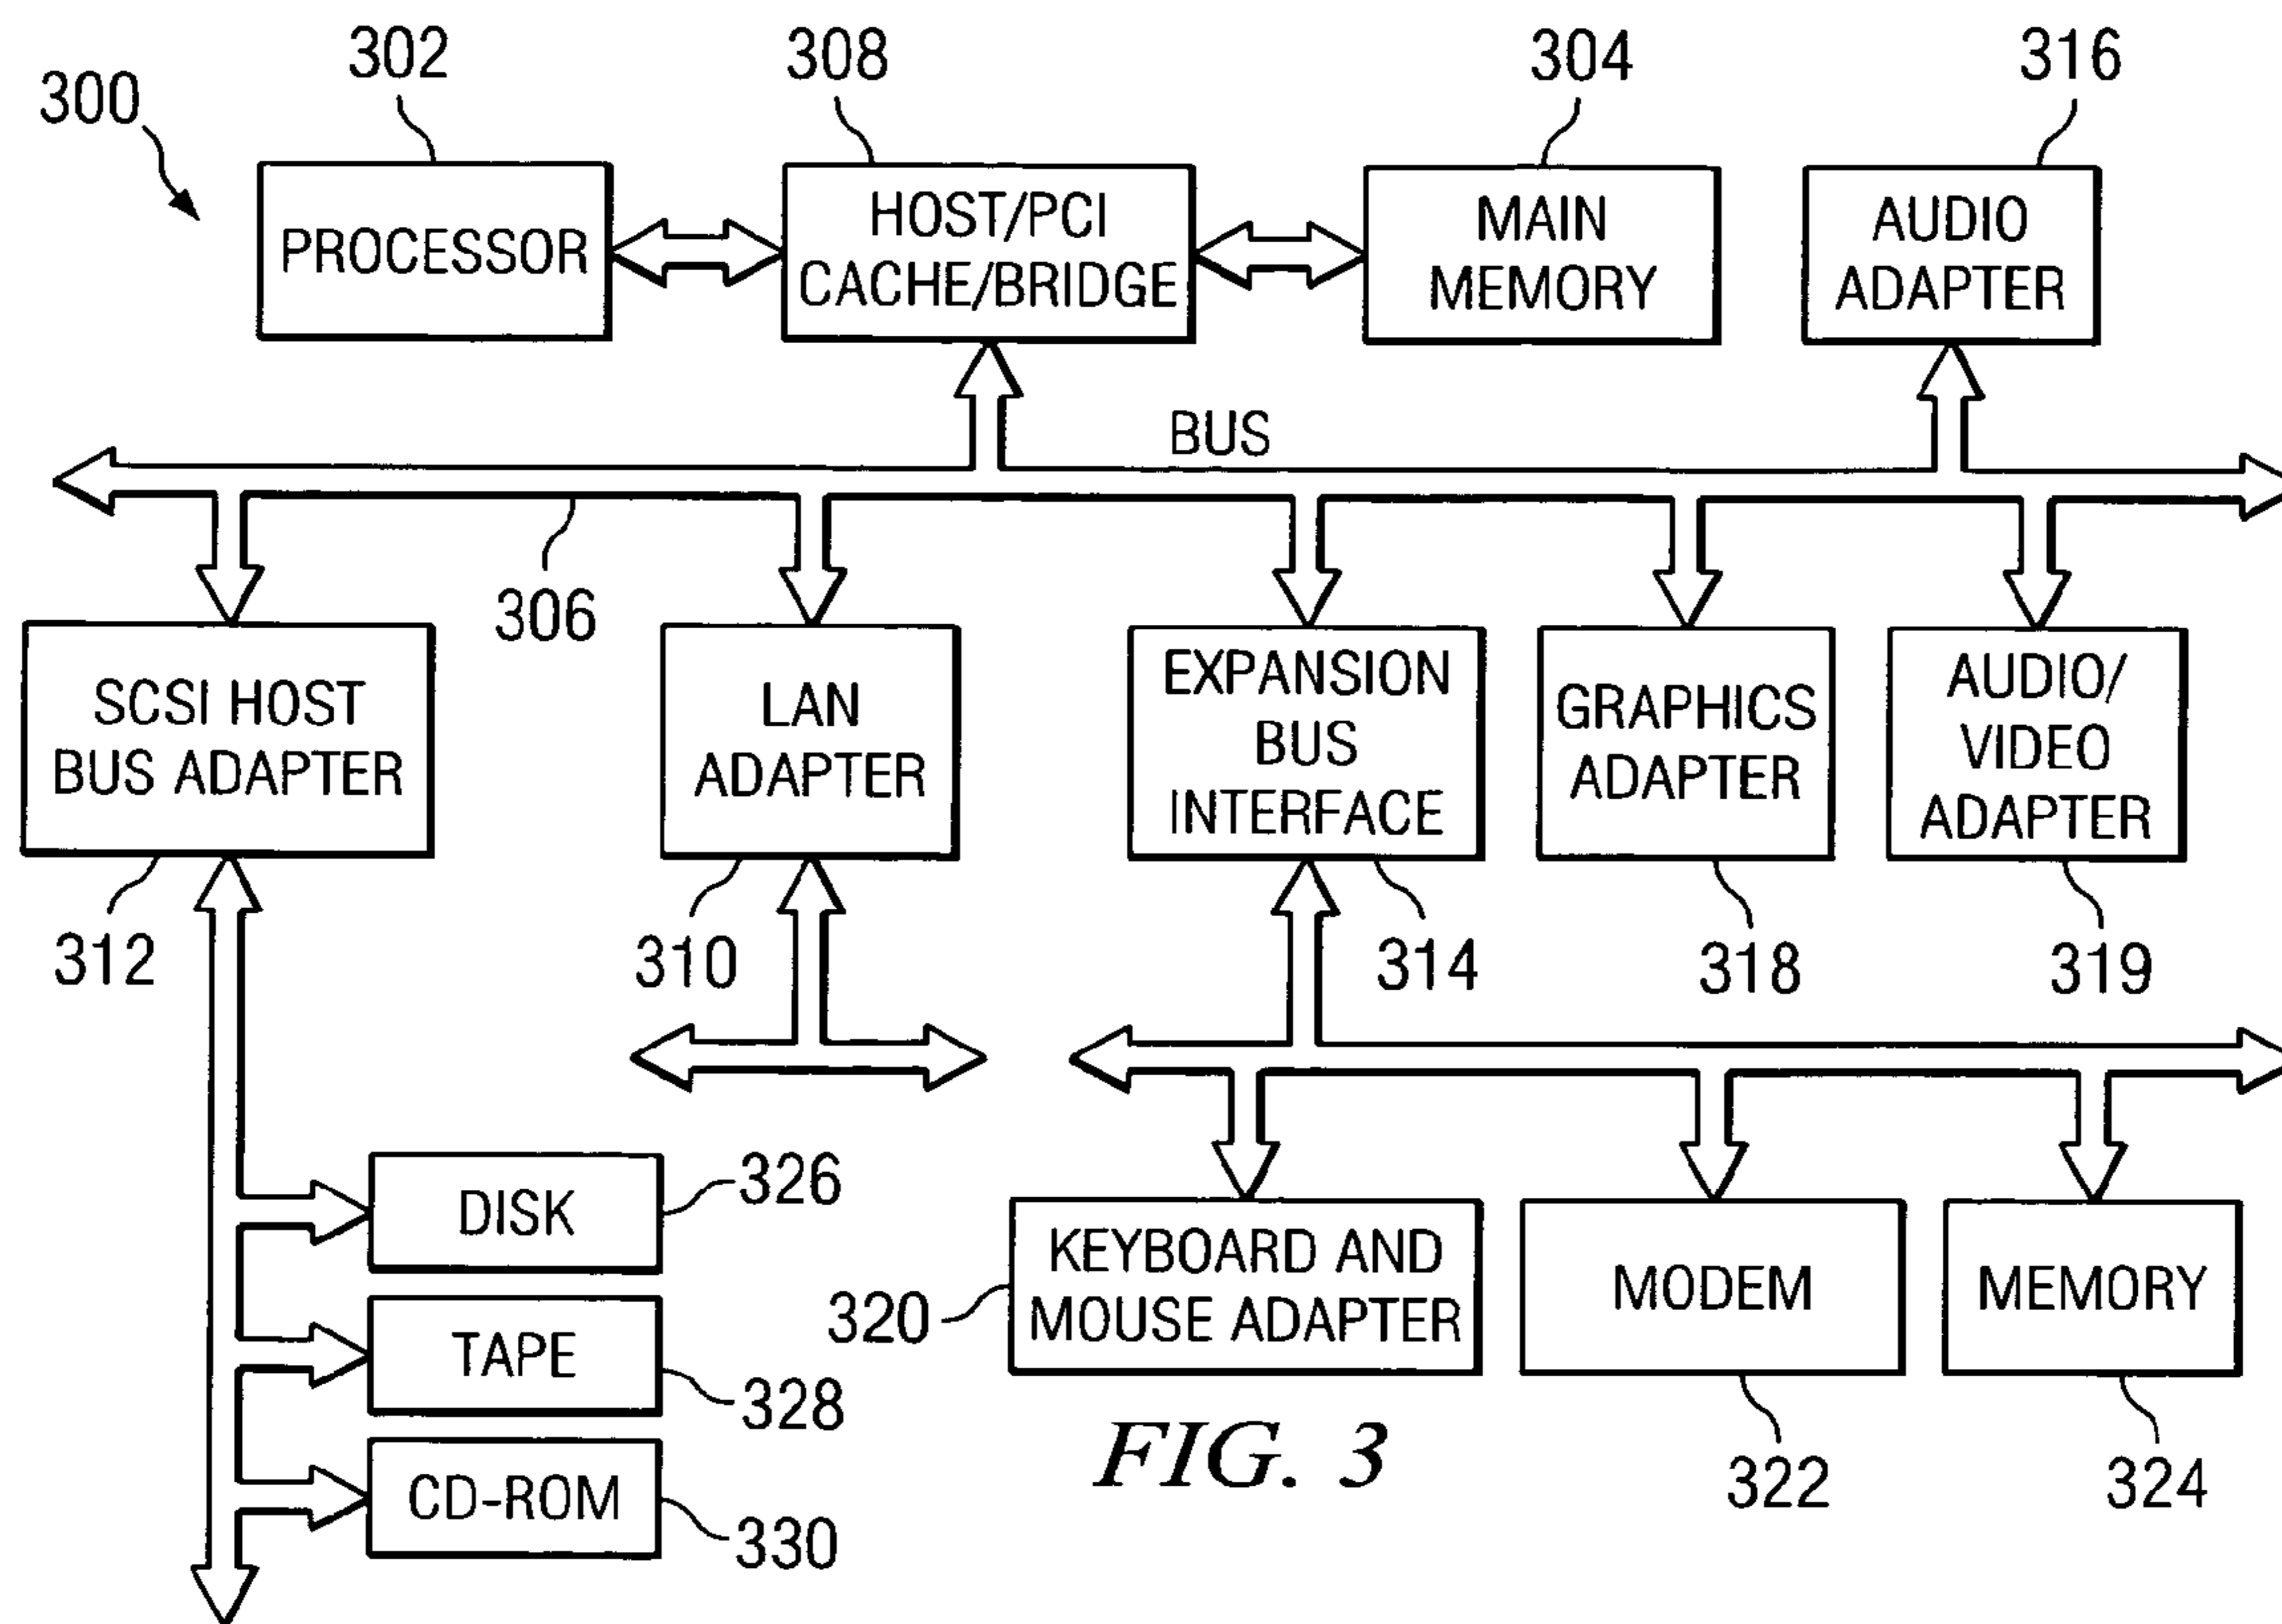 300
302
308
304
316
PROCESSOR
HOST/PCI
CACHE/BRIDGE
MAIN
MEMORY
AUDIO
ADAPTER
BUS
306
SCSI HOST
BUS ADAPTER
LAN
ADAPTER
EXPANSION
BUS
INTERFACE
GRAPHICS
ADAPTER
AUDIO/
VIDEO
ADAPTER
312
310
314
318
319
DISK
326
TAPE
328
CD-ROM
330
320
KEYBOARD AND
MOUSE ADAPTER
MODEM
MEMORY
322
324
FIG. 3